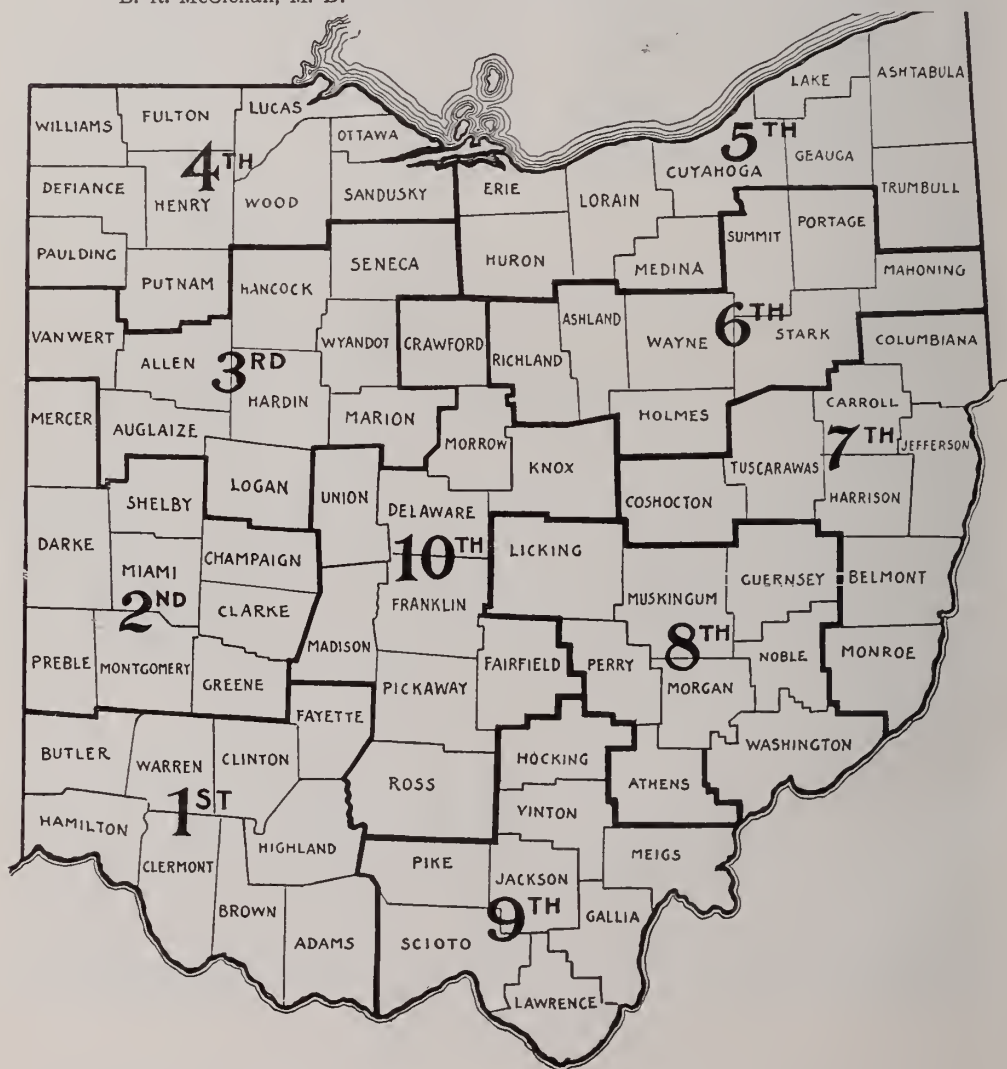 B. R. McClellan, M. D.
LAKE
ASHTABULA
WILLIAMS
FULTON
LUCAS
OTTAWA
5TH
GEAUGA
CUYAHOGA
4TH
DEFIANCE
HENRY
WOOD
SANDUSKY
ERIE
LORAIN
TRUMBULL
PAULDING
PUTNAM
SENECA
HURON
MEDINA
SUMMIT
PORTAGE
MAHONING
HANCOCK
VAN WERT
ALLEN
WYANDOT
CRAWFORD
RICHLAND
ASHLAND
WAYNE
6TH
STARK
COLUMBIANA
3RD
MERCER
AUGLAIZE
HARDIN
MARION
MORROW
HOLMES
CARROLL
7TH
JEFFERSON
KNOX
TUSCARAWAS
LOGAN
UNION
SHELBY
DELAWARE
COSHOCTON
HARRISON
DARKE
CHAMPAIGN
10TH
LICKING
MIAMI
MUSKINGUM
GUERNSEY
BELMONT
2ND
CLARKE
FRANKLIN
8TH
PREBLE
MONTGOMERY
GREENE
MADISON
FAIRFIELD
PERRY
NOBLE
MONROE
PICKAWAY
MORGAN
FAYETTE
BUTLER
WARREN
CLINTON
ROSS
HOCKING
ATHENS
WASHINGTON
1ST
VINTON
HAMILTON
HIGHLAND
CLERMONT
PIKE
JACKSON
MEIGS
BROWN
ADAMS
SCIOTO
9TH
GALLIA
LAWRENCE